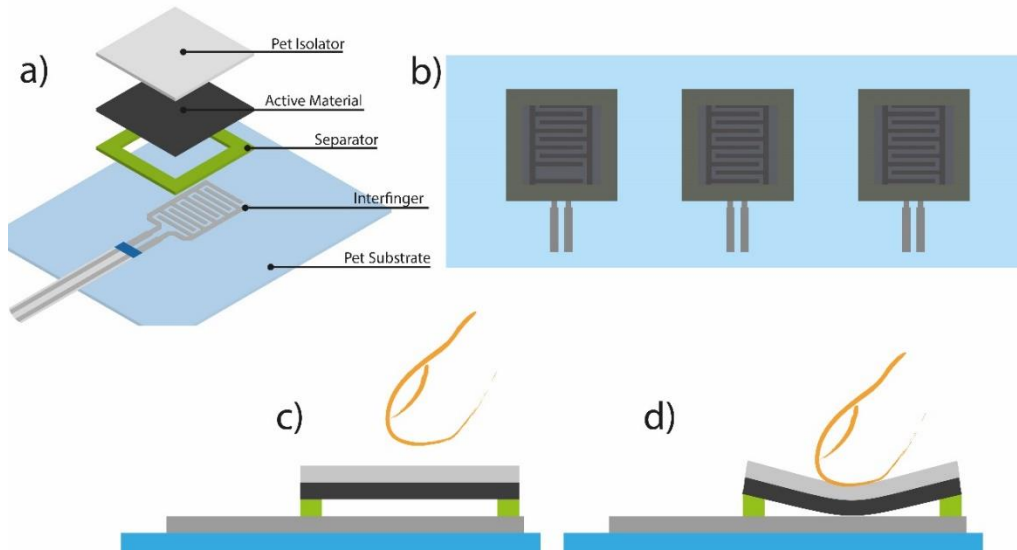 a)
Pet Isolator
Active Material
Separator
Interfinger
Pet Substrate
b)
c)
d)